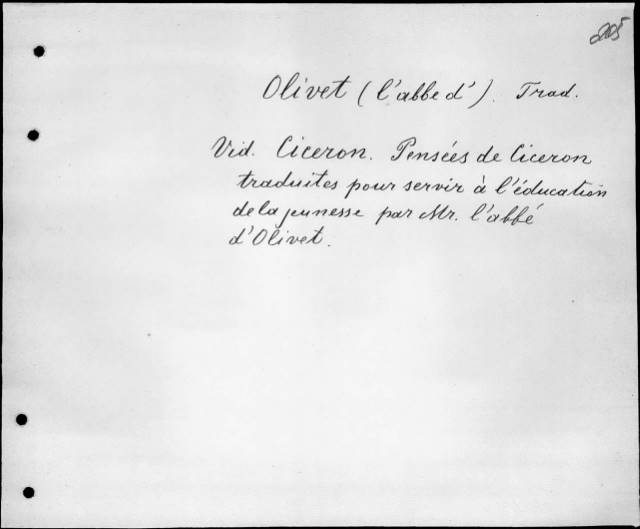 205
Olivet (l'abbe d'). Trad.
Vid. Ciceron. Pensées de Ciceron
traduites pour servir à l'éducation
de la jeunesse par Mr. l'abbé
d'Olivet.